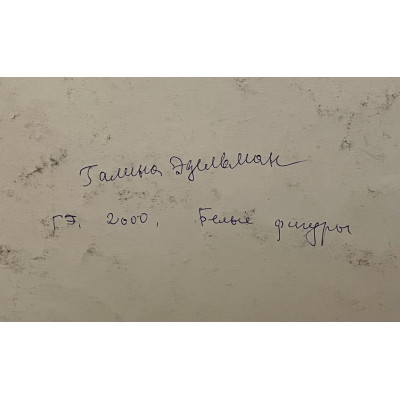 Галина Эдельман
ГЭ, 2000, Белые фигуры